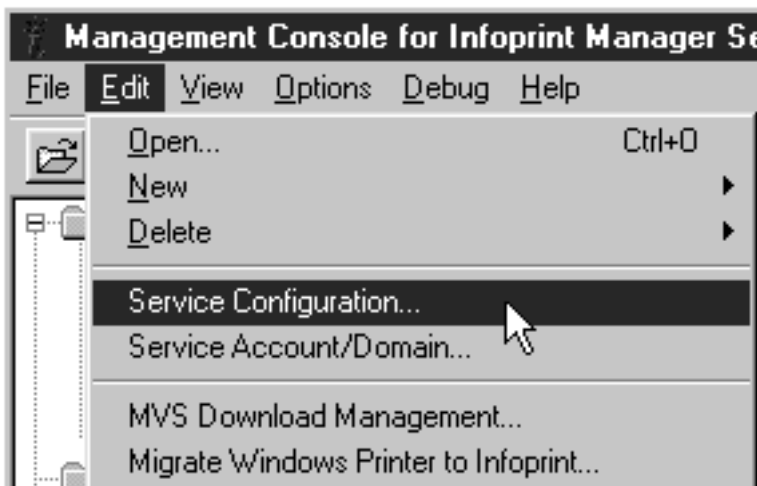 Management Console for Infoprint Manager
File Edit View Options Debug Help
Open... Ctrl+O
New
Delete
Service Configuration...
Service Account/Domain...
MVS Download Management...
Migrate Windows Printer to Infoprint...